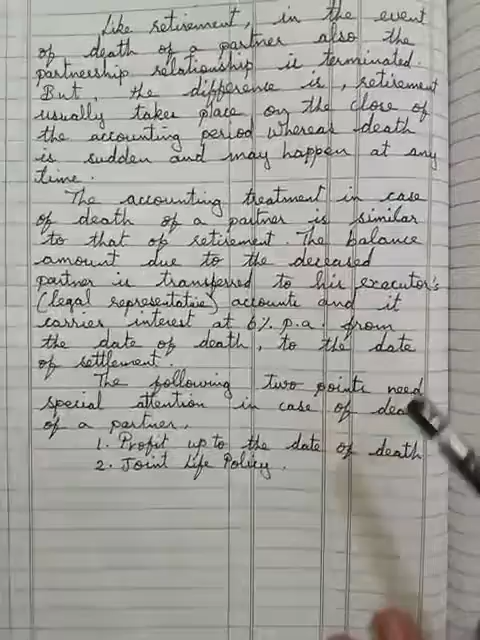 Like retirement, in the event
of death of a partner also the
partnership relationship is terminated.
But, the difference is, retirement
usually takes place on the close of
the accounting period whereas death
is sudden and may happen at any
time.
The accounting treatment in case
of death of a partner is similar
to that of retirement. The balance
amount due to the deceased
partner is transferred to his executor's
(legal representative) accounts and it
carries interest at 6% p.a. from
the date of death, to the date
of settlement.
The following two points need
special attention in case of
of a partner.
1. Profit up to the date of death
2. Joint Life Policy.